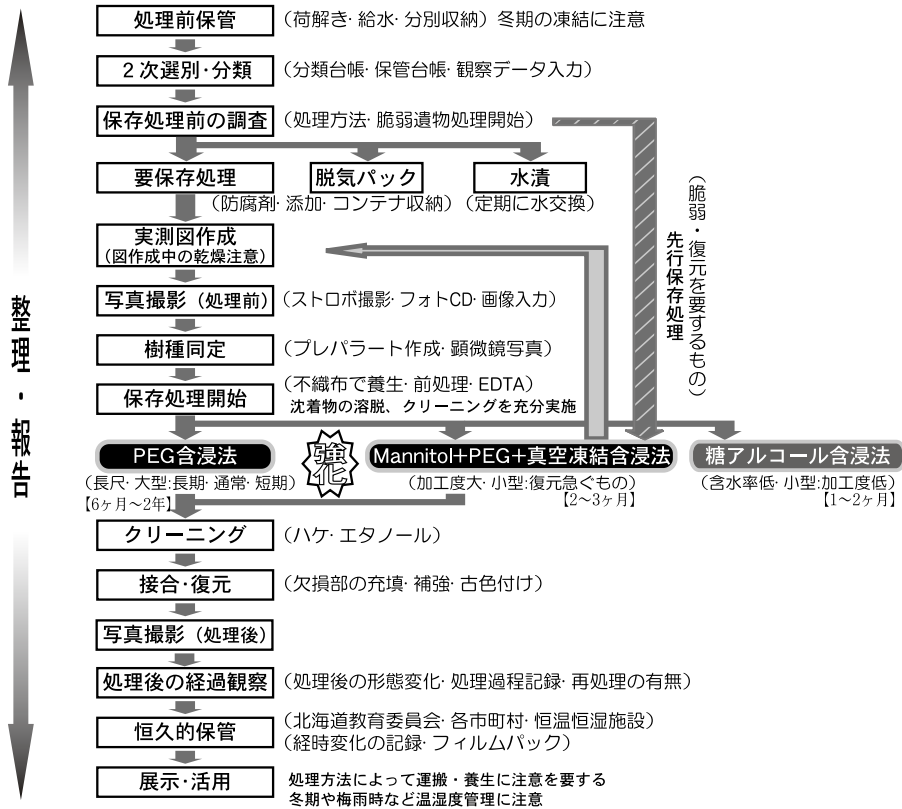 処理前保管
(荷解き・給水・分別収納)冬期の凍結に注意
2次選別・分類
(分類台帳・保管台帳・観察データ入力)
保存処理前の調査
(処理方法・脆弱遺物処理開始)
要保存処理
脱気パック
水漬
(防腐剤・添加・コンテナ収納)
(定期に水交換)
(脆弱・復元を要するもの)
先行保存処理
実測図作成
(図作成中の乾燥注意)
写真撮影(処理前)
(ストロボ撮影・フォトCD・画像入力)
樹種同定
(プレパラート作成・顕微鏡写真)
保存処理開始
(不織布で養生・前処理・EDTA)
沈着物の溶脱、クリーニングを充分実施
整理・報告
PEG含浸法
強化
Mannitol+PEG+真空凍結含浸法
糖アルコール含浸法
(長尺・大型:長期・通常・短期)
(加工度大・小型:復元急ぐもの)
(含水率低・小型:加工度低)
【6ヶ月〜2年】
【2〜3ヶ月】
【1〜2ヶ月】
クリーニング
(ハケ・エタノール)
接合・復元
(欠損部の充填・補強・古色付け)
写真撮影(処理後)
処理後の経過観察
(処理後の形態変化・処理過程記録・再処理の有無)
恒久的保管
(北海道教育委員会・各市町村・恒温恒湿施設)
(経時変化の記録・フィルムパック)
展示・活用
処理方法によって運搬・養生に注意を要する
冬期や梅雨時など温湿度管理に注意